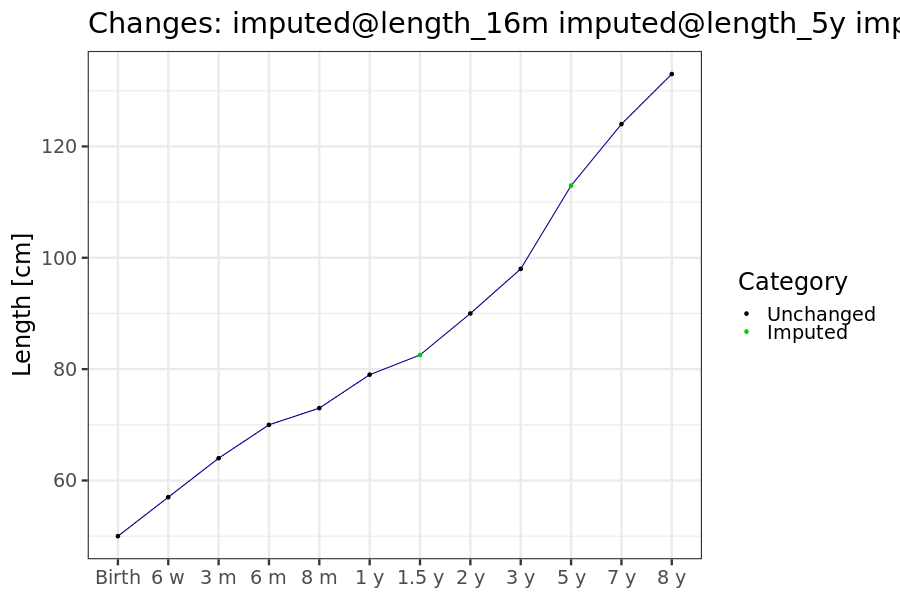 Changes: imputed@length_16m imputed@length_5y imp
120
100
80
60
Length [cm]
Birth 6 w 3 m 6 m 8 m 1 y 1.5 y 2 y 3 y 5 y 7 y 8 y
Category
Unchanged
Imputed